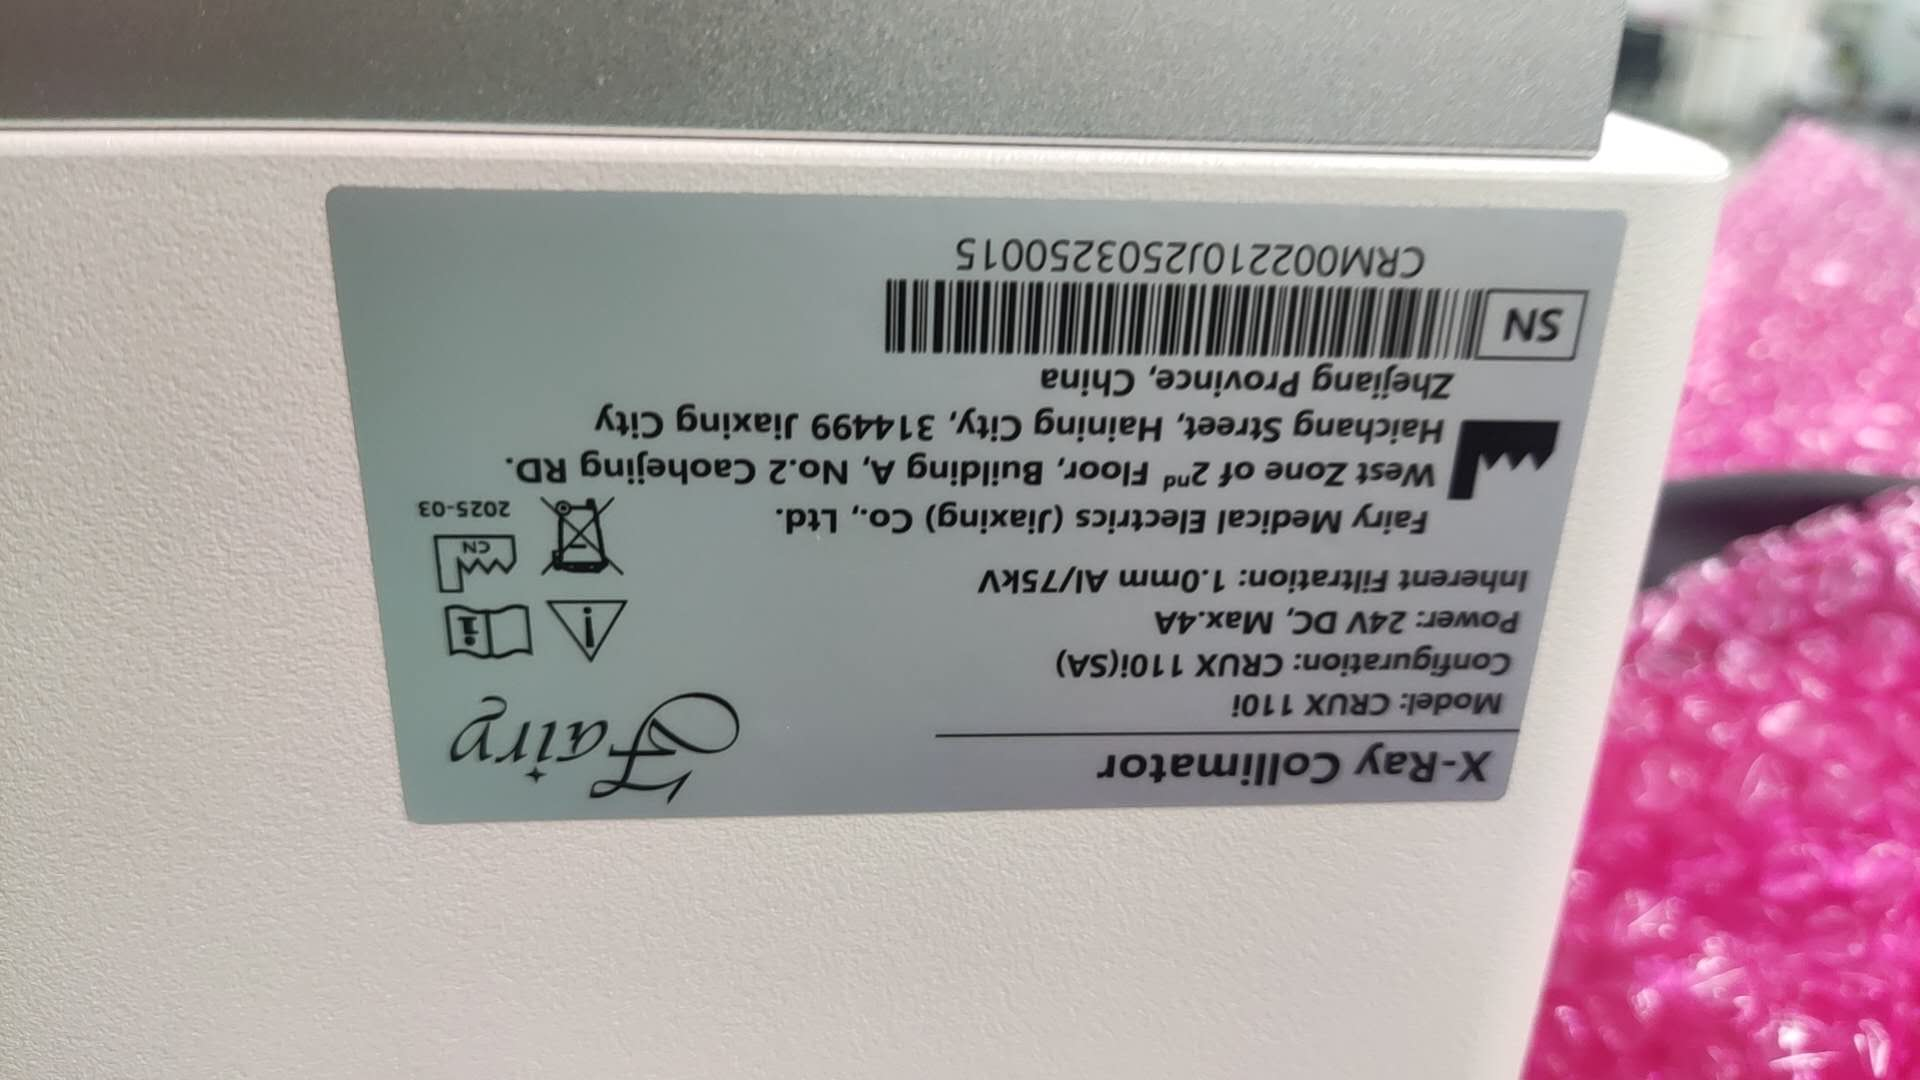 X-Ray Collimator
Fairy
Model: CRUX 110i
Configuration: CRUX 110i(SA)
Power: 24V DC, Max.4A
Inherent Filtration: 1.0mm Al/75kV
Fairy Medical Electrics (Jiaxing) Co., Ltd.
West Zone of 2nd Floor, Building A, No.2 Caohejing RD.
Haichang Street, Haining City, 314499 Jiaxing City
Zhejiang Province, China
CN
2025-03
SN
CRM002210J2503250015